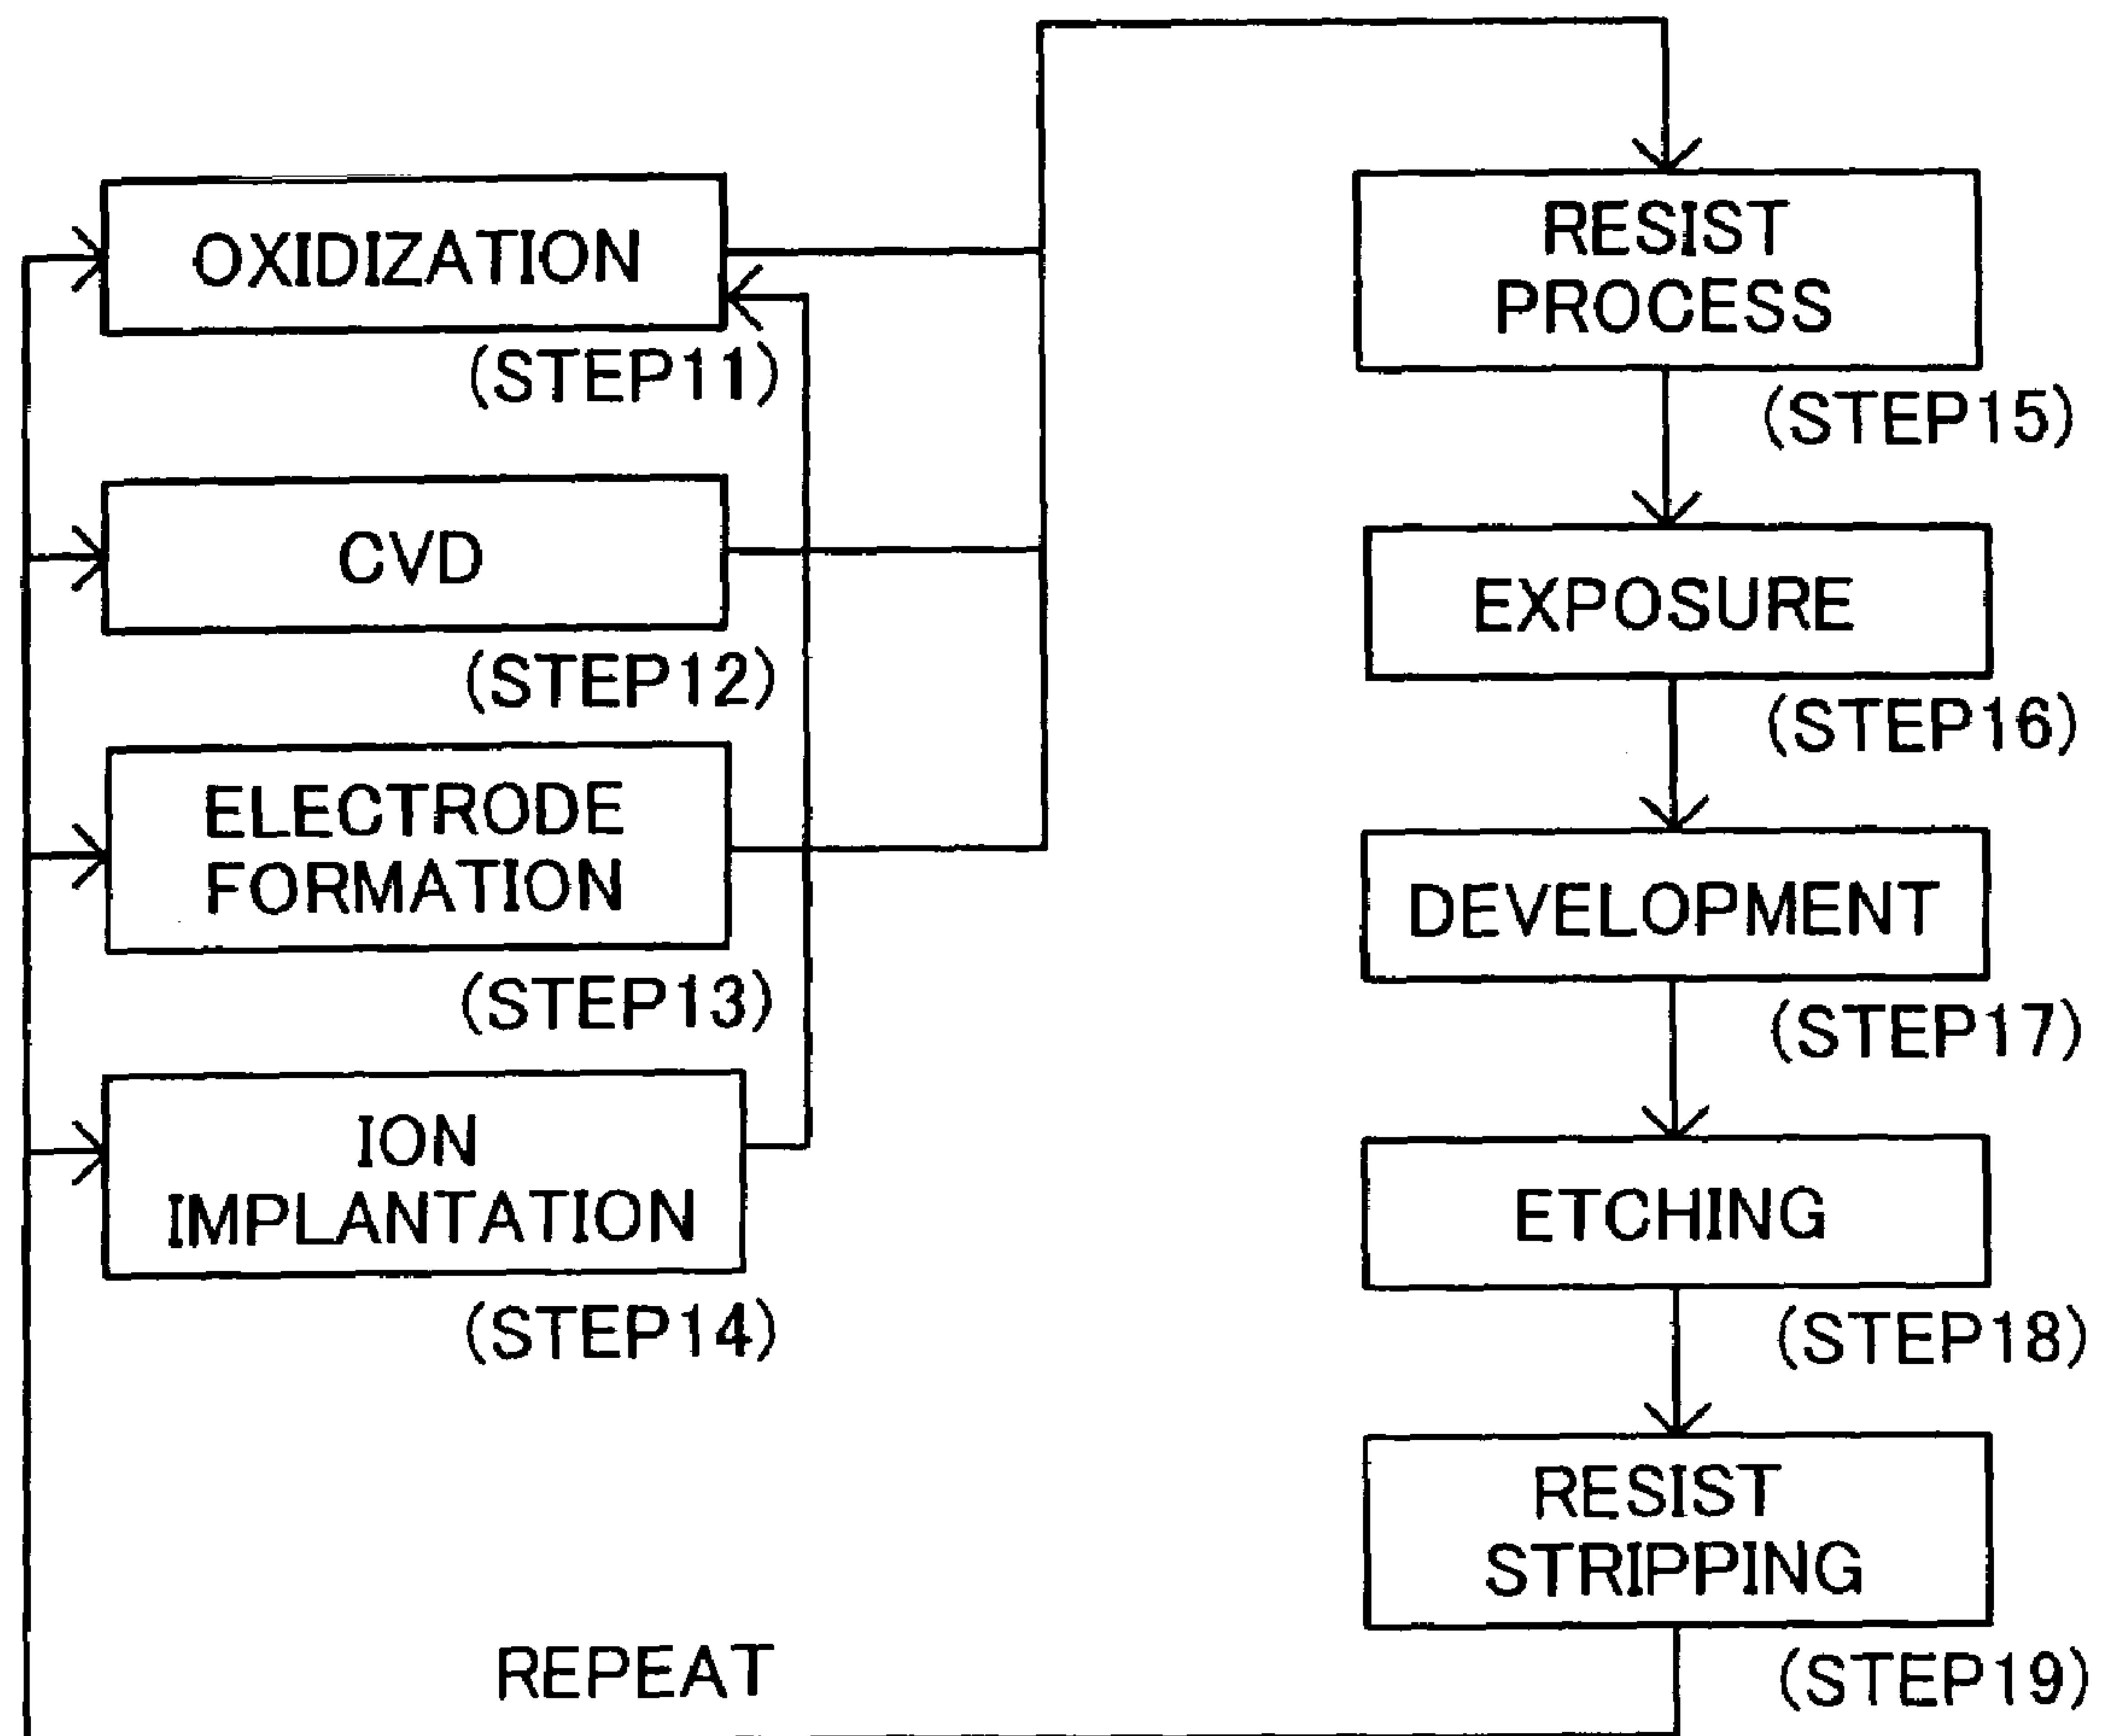 OXIDIZATION
(STEP11)
CVD
(STEP12)
ELECTRODE
FORMATION
(STEP13)
ION
IMPLANTATION
(STEP14)
RESIST
PROCESS
(STEP15)
EXPOSURE
(STEP16)
DEVELOPMENT
(STEP17)
ETCHING
(STEP18)
RESIST
STRIPPING
(STEP19)
REPEAT